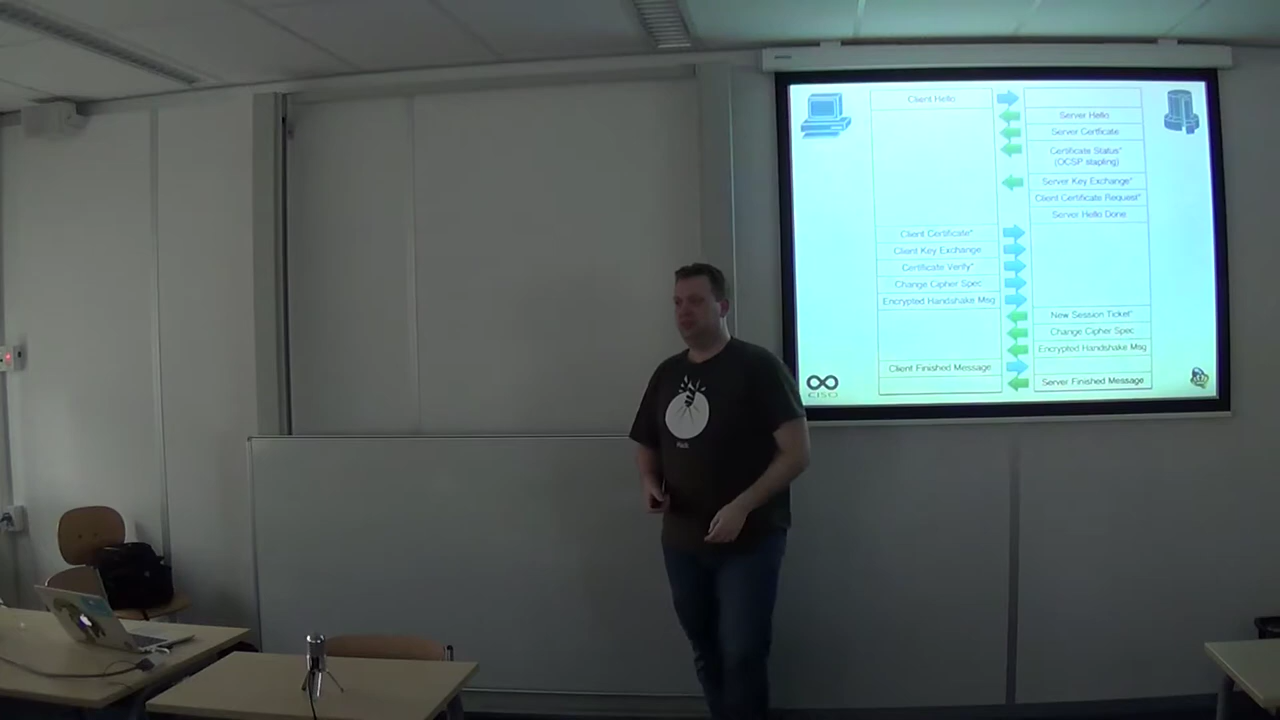 Client Hello
Server Hello
Server Certficate
Certificate Status*
(OCSP stapling)
Server Key Exchange*
Client Certificate Request*
Server Hello Done
Client Certificate*
Client Key Exchange
Certificate Verify*
Change Cipher Spec
Encrypted Handshake Msg
New Session Ticket*
Change Cipher Spec
Encrypted Handshake Msg
Client Finished Message
Server Finished Message
CISO